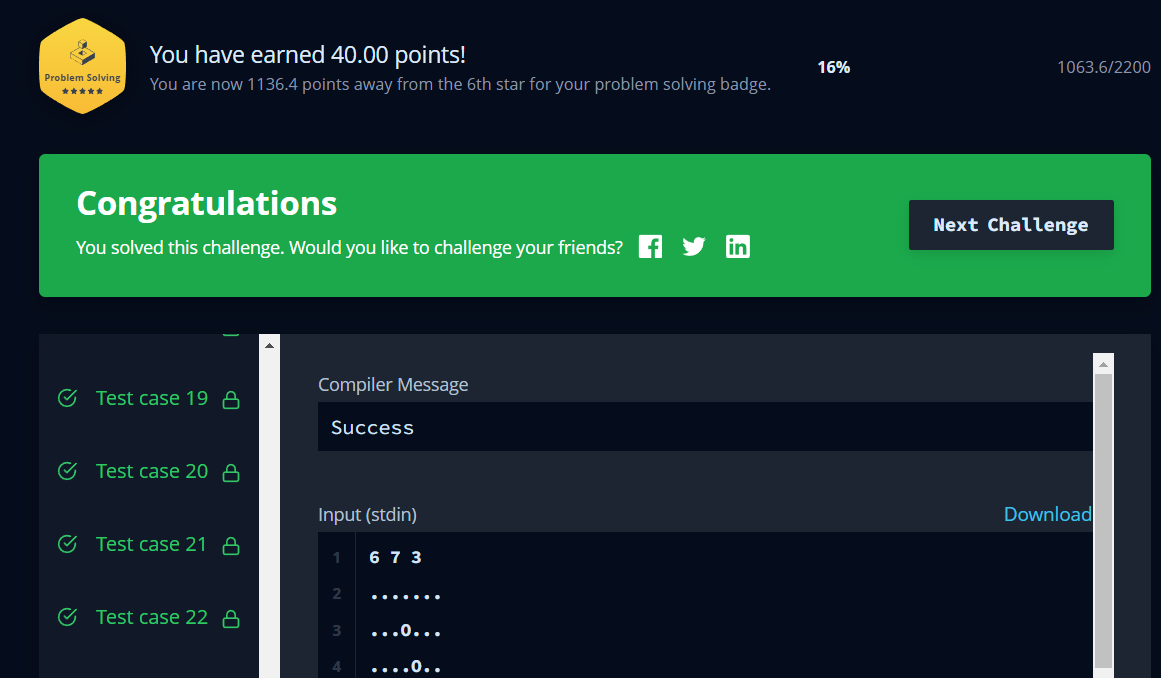 You have earned 40.00 points!
Problem Solving
★★★★★
You are now 1136.4 points away from the 6th star for your problem solving badge.
16%
1063.6/2200
Congratulations
You solved this challenge. Would you like to challenge your friends?
Next Challenge
Test case 19
Test case 20
Test case 21
Test case 22
Compiler Message
Success
Input (stdin)
Download
1 6 7 3
2 .......
3 ...O...
4 ....O..